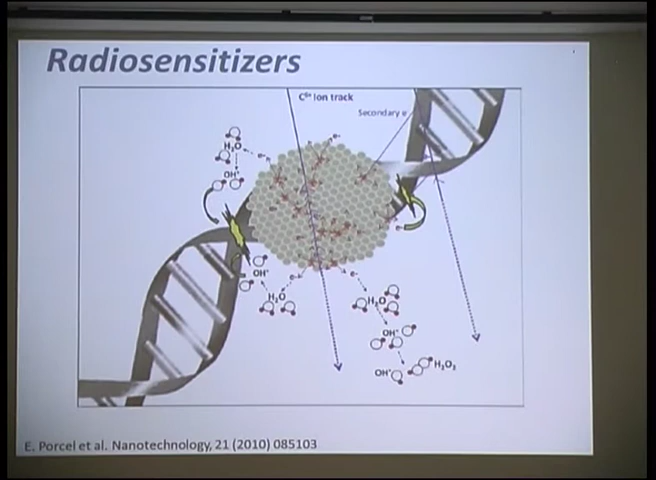 Radiosensitizers
C⁶⁺ Ion track
Secondary e⁻
e⁻
H₂O
e⁻
OH•
e⁻
OH•
H₂O
e⁻
e⁻
H₂O
OH•
OH•
H₂O₂
E. Porcel et al. Nanotechnology, 21 (2010) 085103